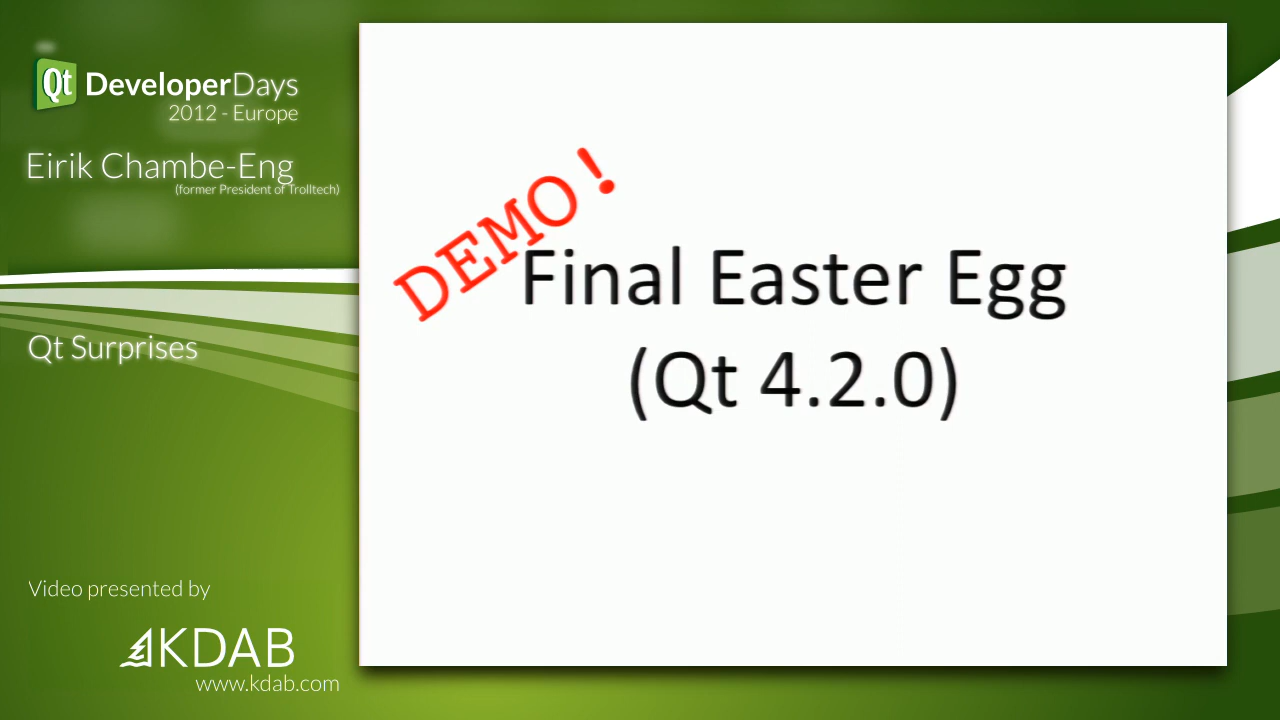 Qt DeveloperDays
2012 - Europe
Eirik Chambe-Eng
(former President of Trolltech)
Qt Surprises
Video presented by
KDAB
www.kdab.com
DEMO!
Final Easter Egg
(Qt 4.2.0)